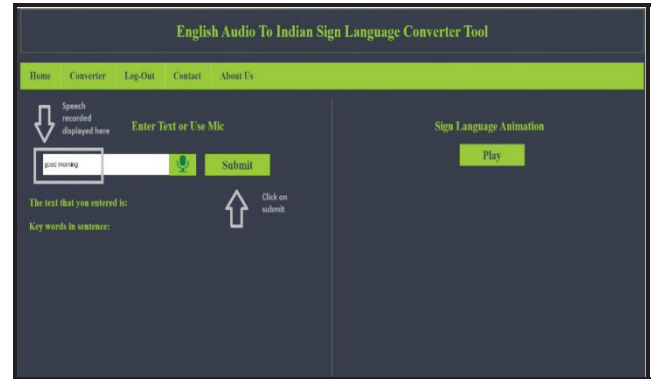 English Audio To Indian Sign Language Converter Tool
Home Converter Log-Out Contact About Us
Speech
recorded
displayed here
Enter Text or Use Mic
good morning
Submit
Click on
submit
The text that you entered is:
Key words in sentence:
Sign Language Animation
Play